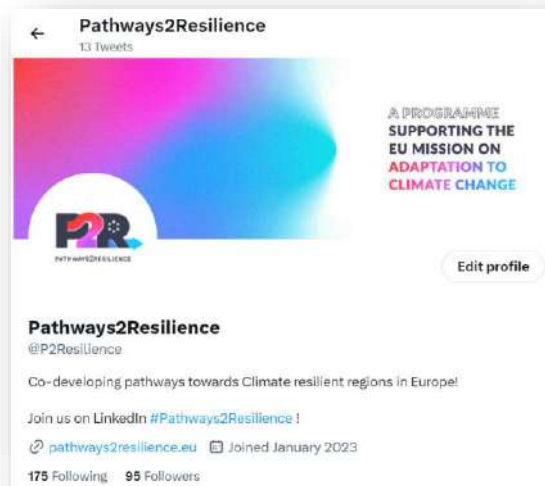 Pathways2Resilience
13 Tweets
A PROGRAMME
SUPPORTING THE
EU MISSION ON
ADAPTATION TO
CLIMATE CHANGE
P2R
PATHWAYS2RESILIENCE
Edit profile
Pathways2Resilience
@P2Resilience
Co-developing pathways towards Climate resilient regions in Europe!
Join us on LinkedIn #Pathways2Resilience !
pathways2resilience.eu Joined January 2023
175 Following 95 Followers